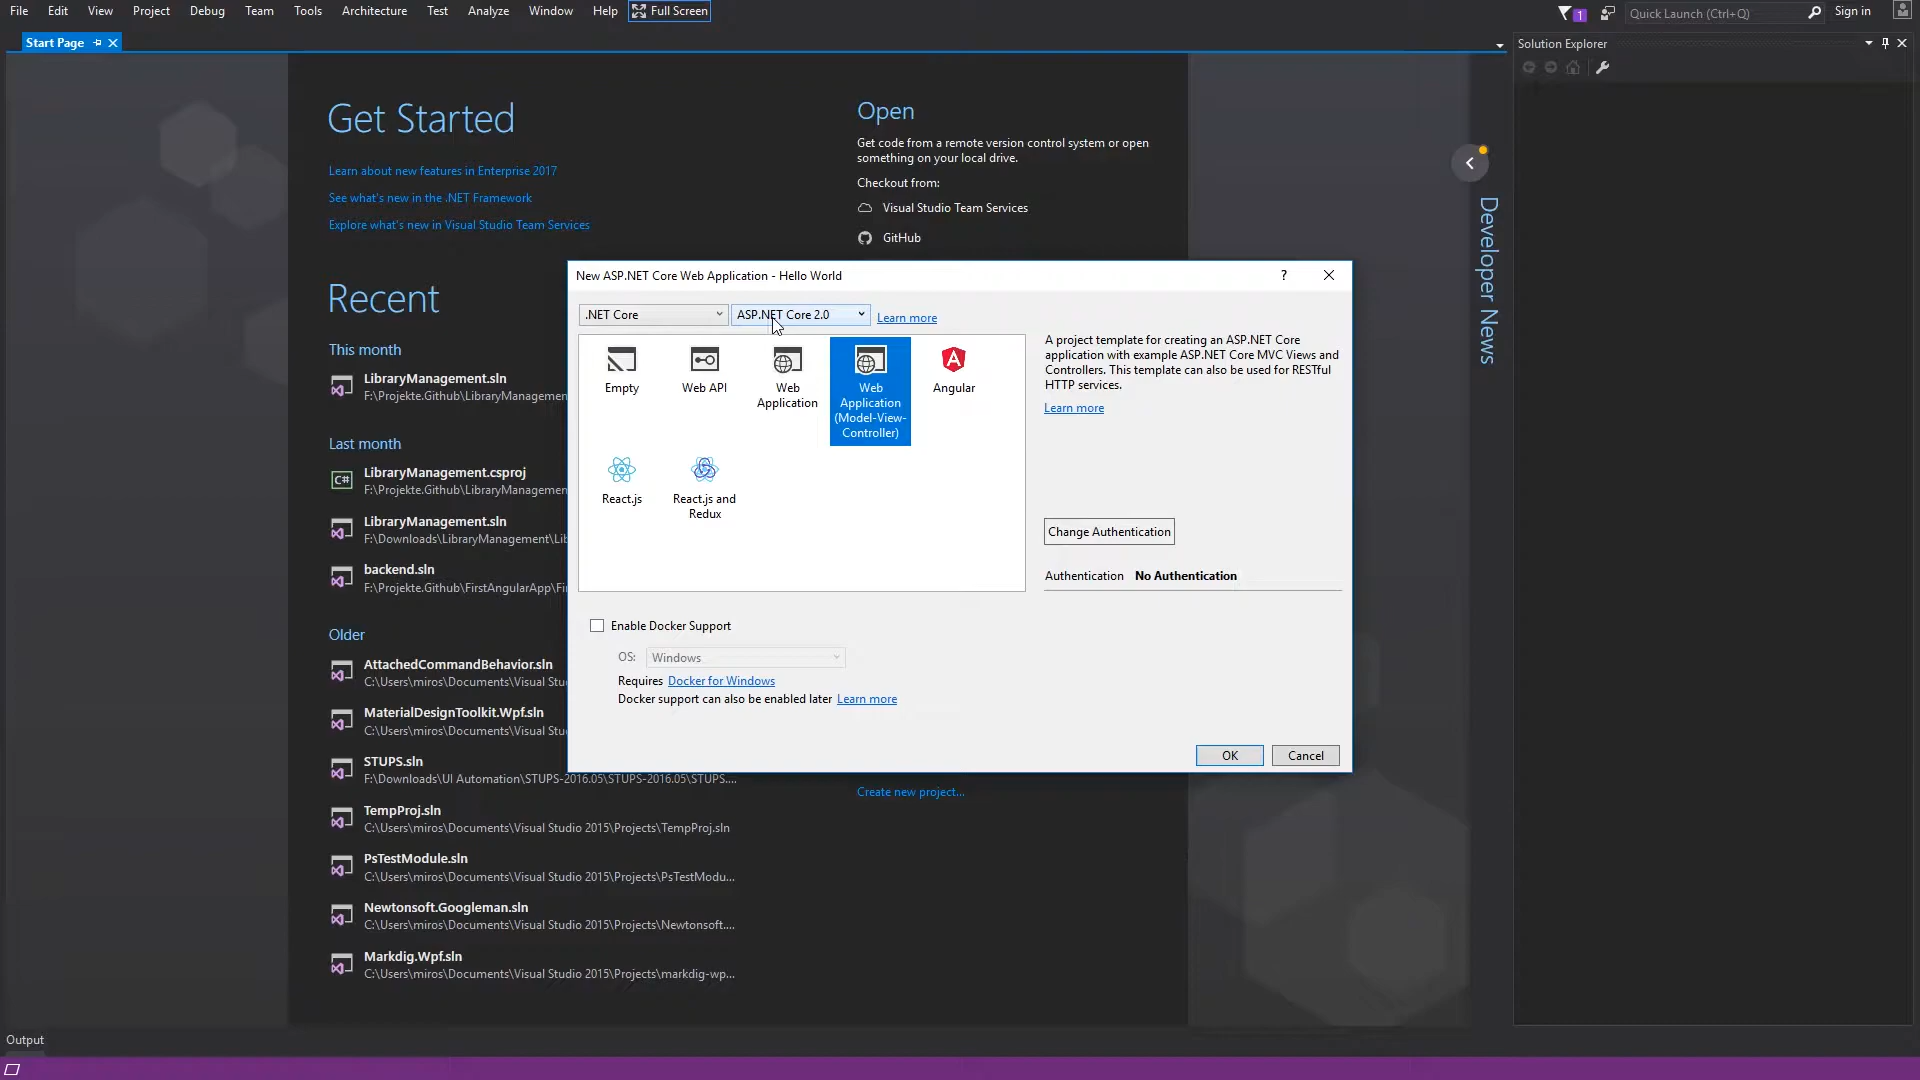 File Edit View Project Debug Team Tools Architecture Test Analyze Window Help Full Screen
1
Quick Launch (Ctrl+Q)
Sign in
Start Page
Solution Explorer
Get Started
Learn about new features in Enterprise 2017
See what's new in the .NET Framework
Explore what's new in Visual Studio Team Services
Open
Get code from a remote version control system or open
something on your local drive.
Checkout from:
Visual Studio Team Services
GitHub
Developer News
Recent
This month
LibraryManagement.sln
F:\Projekte.Github\LibraryManagement
Last month
LibraryManagement.csproj
C#
F:\Projekte.Github\LibraryManagement
LibraryManagement.sln
F:\Downloads\LibraryManagement\Lib
backend.sln
F:\Projekte.Github\FirstAngularApp\Fi
Older
AttachedCommandBehavior.sln
C:\Users\miros\Documents\Visual Stu
MaterialDesignToolkit.Wpf.sln
C:\Users\miros\Documents\Visual Stu
STUPS.sln
F:\Downloads\UI Automation\STUPS-2016.05\STUPS-2016.05\STUPS....
TempProj.sln
C:\Users\miros\Documents\Visual Studio 2015\Projects\TempProj.sln
PsTestModule.sln
C:\Users\miros\Documents\Visual Studio 2015\Projects\PsTestModu...
Newtonsoft.Googleman.sln
C:\Users\miros\Documents\Visual Studio 2015\Projects\Newtonsoft....
Markdig.Wpf.sln
C:\Users\miros\Documents\Visual Studio 2015\Projects\markdig-wp...
New ASP.NET Core Web Application - Hello World
?
.NET Core
ASP.NET Core 2.0
Learn more
Empty
Web API
Web
Application
Web
Application
(Model-View-
Controller)
Angular
React.js
React.js and
Redux
A project template for creating an ASP.NET Core
application with example ASP.NET Core MVC Views and
Controllers. This template can also be used for RESTful
HTTP services.
Learn more
Change Authentication
Authentication No Authentication
Enable Docker Support
OS: Windows
Requires Docker for Windows
Docker support can also be enabled later Learn more
OK
Cancel
Create new project...
Output